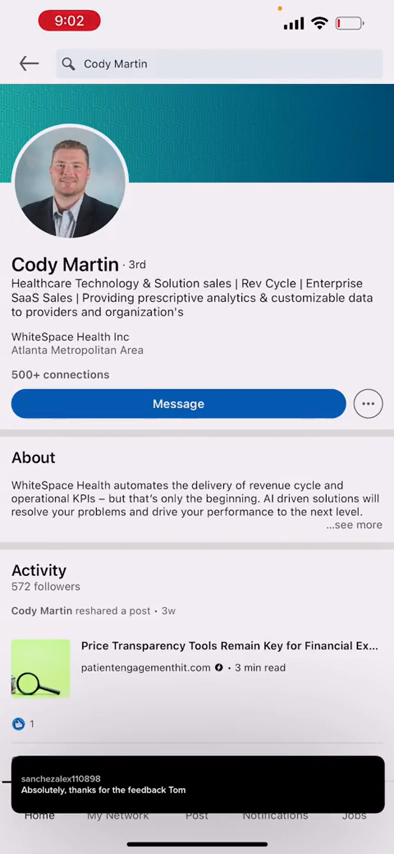 9:02
Cody Martin
Cody Martin · 3rd
Healthcare Technology & Solution sales | Rev Cycle | Enterprise
SaaS Sales | Providing prescriptive analytics & customizable data
to providers and organization's
WhiteSpace Health Inc
Atlanta Metropolitan Area
500+ connections
Message
About
WhiteSpace Health automates the delivery of revenue cycle and
operational KPIs – but that's only the beginning. AI driven solutions will
resolve your problems and drive your performance to the next level.
...see more
Activity
572 followers
Cody Martin reshared a post • 3w
Price Transparency Tools Remain Key for Financial Ex...
patientengagementhit.com • 3 min read
1
sanchezalex110898
Absolutely, thanks for the feedback Tom
Home My Network Post Notifications Jobs